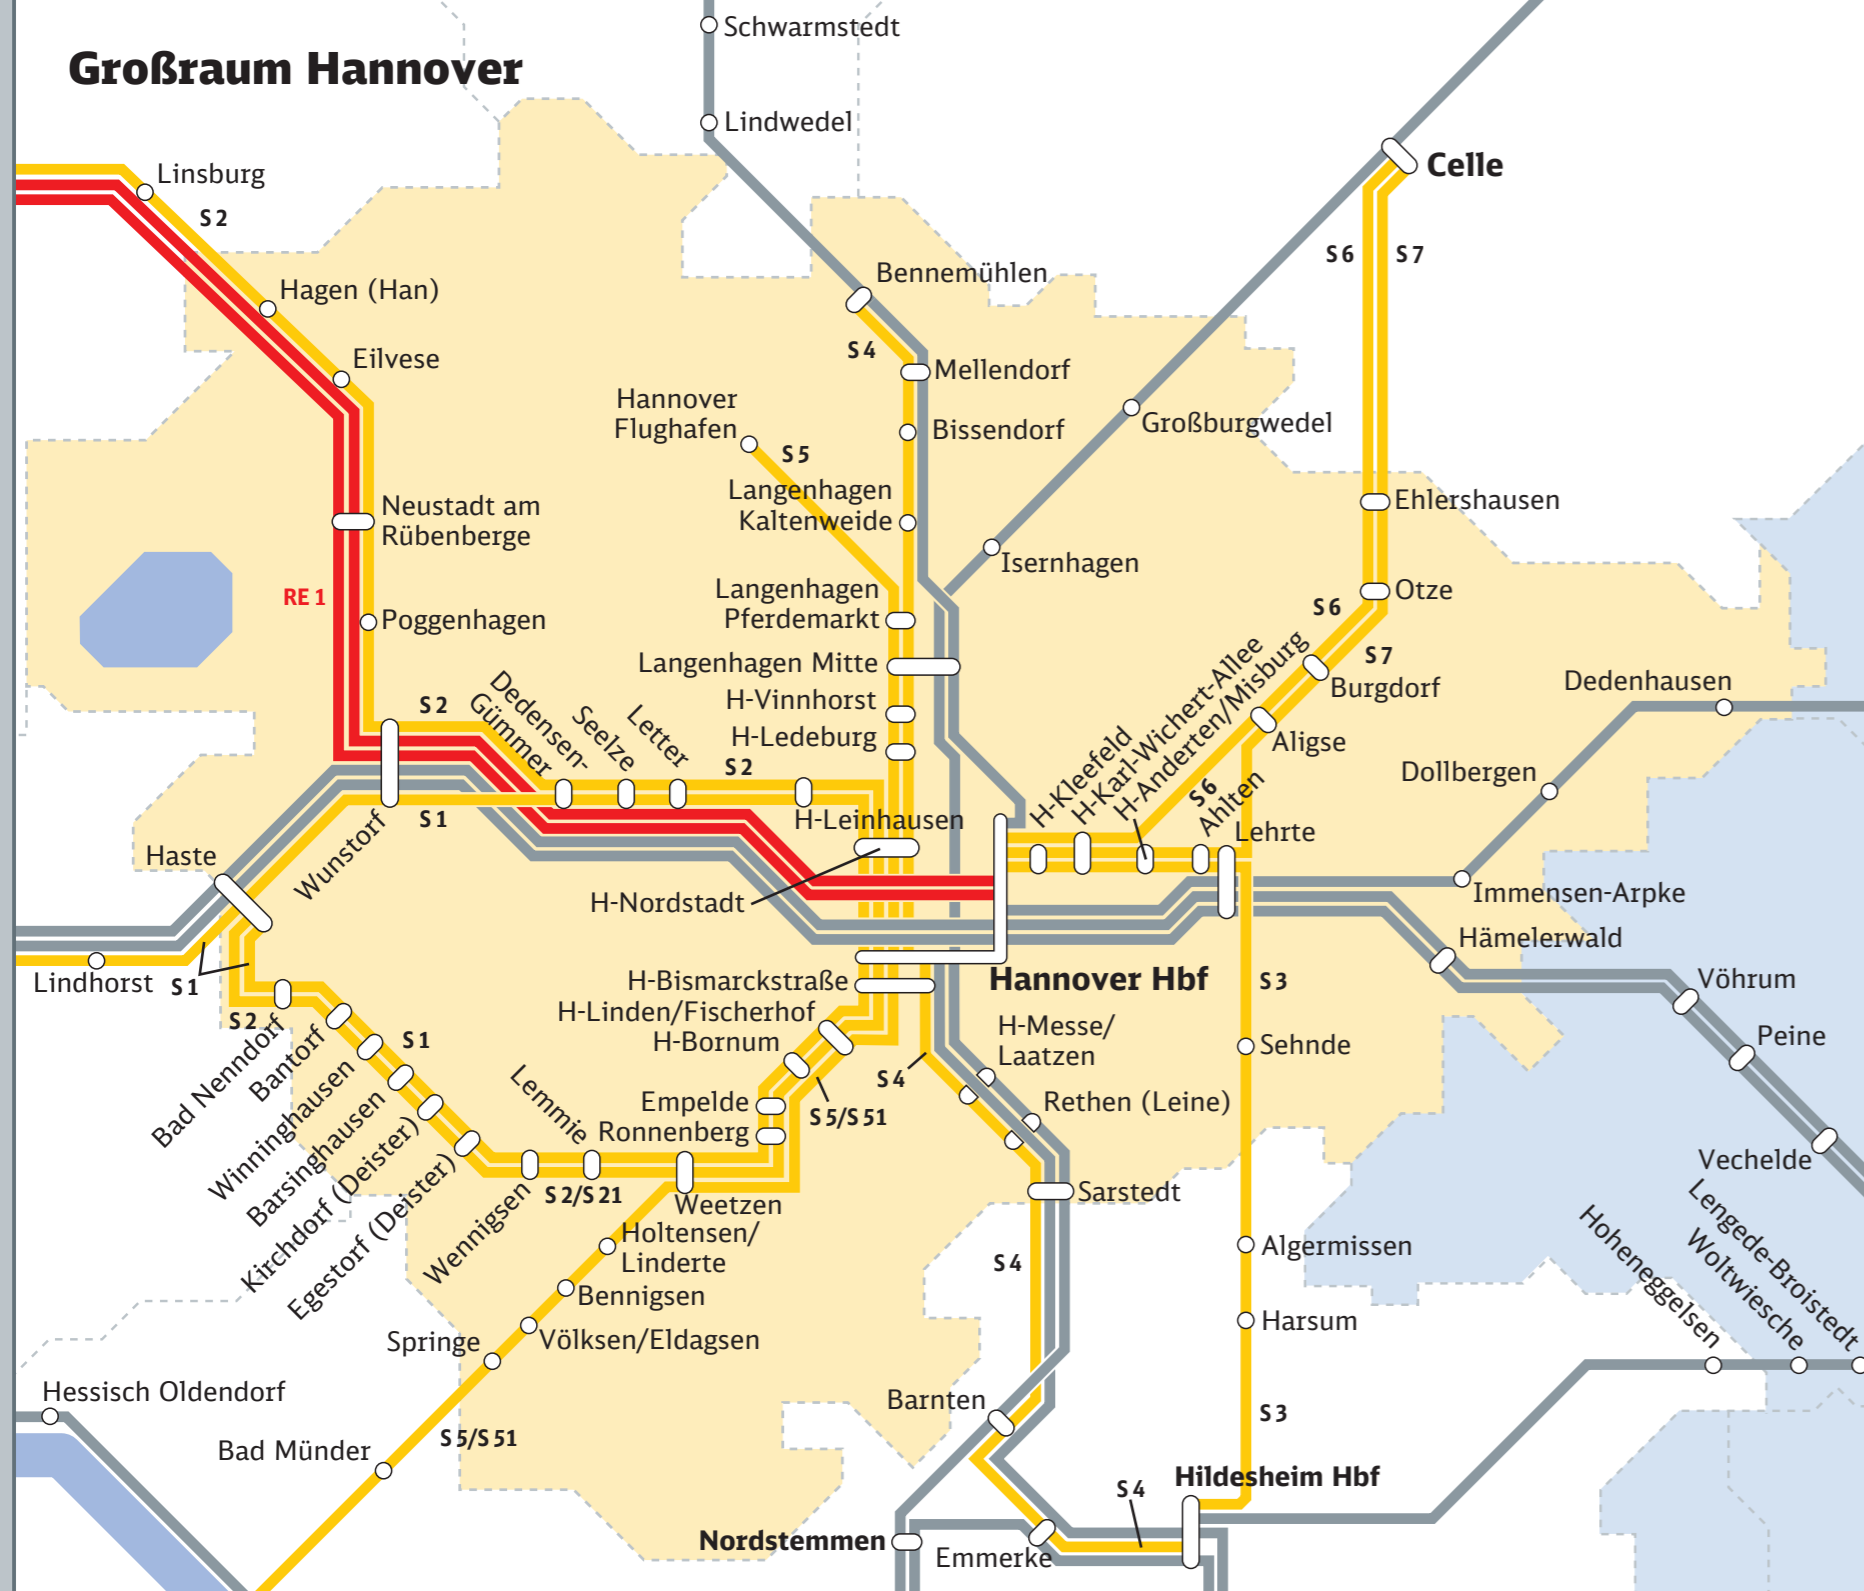 Großraum Hannover
Schwarmstedt
Lindwedel
Celle
Linsburg
S 2
S 6
S 7
Hagen (Han)
Bennemühlen
Eilvese
S 4
Mellendorf
Hannover
Flughafen
S 5
Bissendorf
Großburgwedel
Langenhagen
Kaltenweide
Neustadt am
Rübenberge
Ehlershausen
Isernhagen
RE 1
Poggenhagen
Langenhagen
Pferdemarkt
Otze
S 6
S 7
Langenhagen Mitte
Burgdorf
Dedenhausen
S 2
Dedensen-
Gümmer
Seelze
Letter
H-Vinnhorst
H-Ledeburg
S 2
H-Kleefeld
H-Karl-Wichert-Allee
H-Anderten/Misburg
S 6
Ahlten
Aligse
Dollbergen
S 1
H-Leinhausen
Lehrte
Haste
Wunstorf
H-Nordstadt
Immensen-Arpke
Hämelerwald
Lindhorst
S 1
H-Bismarckstraße
Hannover Hbf
S 3
Vöhrum
S 2
H-Linden/Fischerhof
H-Bornum
H-Messe/
Laatzen
Sehnde
Peine
Bad Nenndorf
Bantorf
Winninghausen
Barsinghausen
Kirchdorf (Deister)
Egestorf (Deister)
S 1
Lemmie
S 4
Empelde
Ronnenberg
S 5/S 51
Rethen (Leine)
Vechelde
Wennigsen
S 2/S 21
Weetzen
Sarstedt
Holtensen/
Linderte
S 4
Algermissen
Hoheneggelsen
Woltwiesche
Lengede-Broistedt
Bennigsen
Harsum
Völksen/Eldagsen
Springe
Hessisch Oldendorf
Barnten
S 3
S 5/S 51
Bad Münder
Hildesheim Hbf
S 4
Nordstemmen
Emmerke